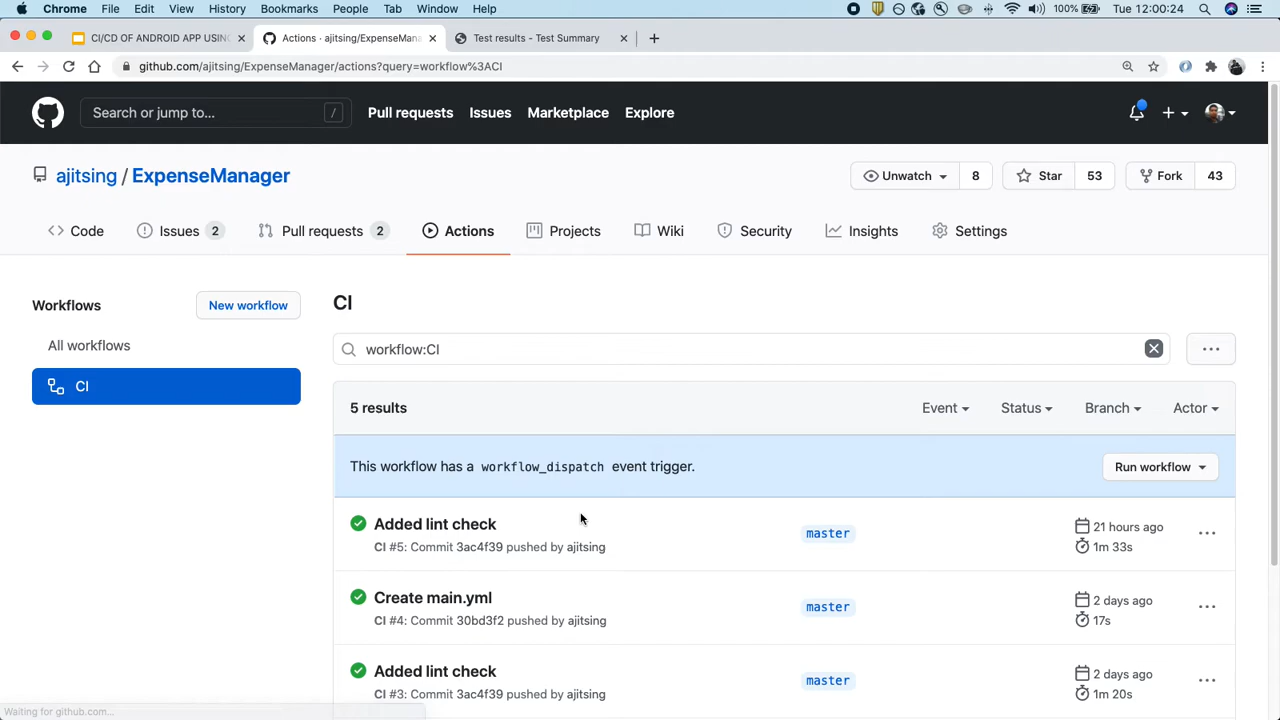 Chrome File Edit View History Bookmarks People Tab Window Help 100% Tue 12:00:24
CI/CD OF ANDROID APP USING Actions · ajitsing/ExpenseMana Test results - Test Summary
github.com/ajitsing/ExpenseManager/actions?query=workflow%3ACI
Search or jump to... / Pull requests Issues Marketplace Explore
ajitsing / ExpenseManager Unwatch 8 Star 53 Fork 43
Code Issues 2 Pull requests 2 Actions Projects Wiki Security Insights Settings
Workflows New workflow CI
All workflows workflow:CI
CI
5 results Event Status Branch Actor
This workflow has a workflow_dispatch event trigger. Run workflow
Added lint check master 21 hours ago
CI #5: Commit 3ac4f39 pushed by ajitsing 1m 33s
Create main.yml master 2 days ago
CI #4: Commit 30bd3f2 pushed by ajitsing 17s
Added lint check master 2 days ago
CI #3: Commit 3ac4f39 pushed by ajitsing 1m 20s
Waiting for github.com...